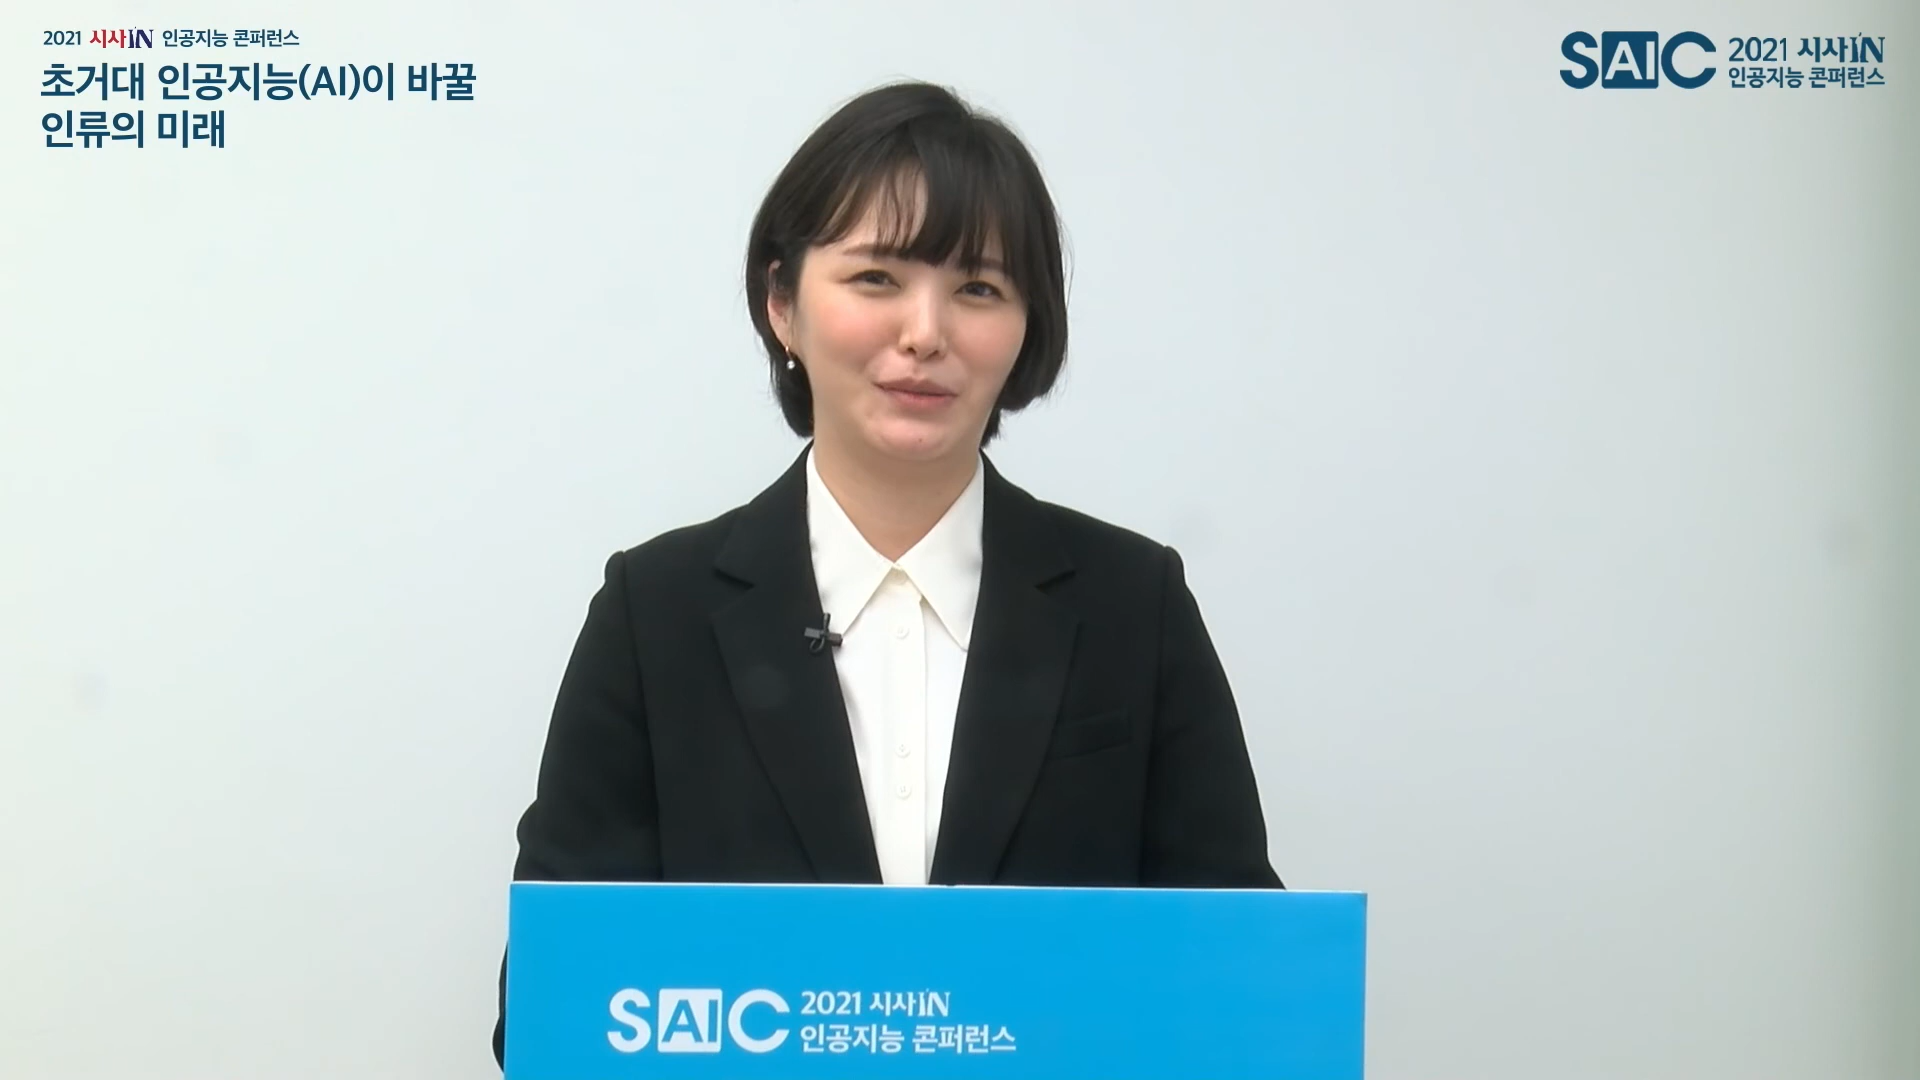 2021 시사IN 인공지능 콘퍼런스
초거대 인공지능(AI)이 바꿀
인류의 미래
SAIC 2021 시사IN
인공지능 콘퍼런스
SAIC 2021 시사IN
인공지능 콘퍼런스